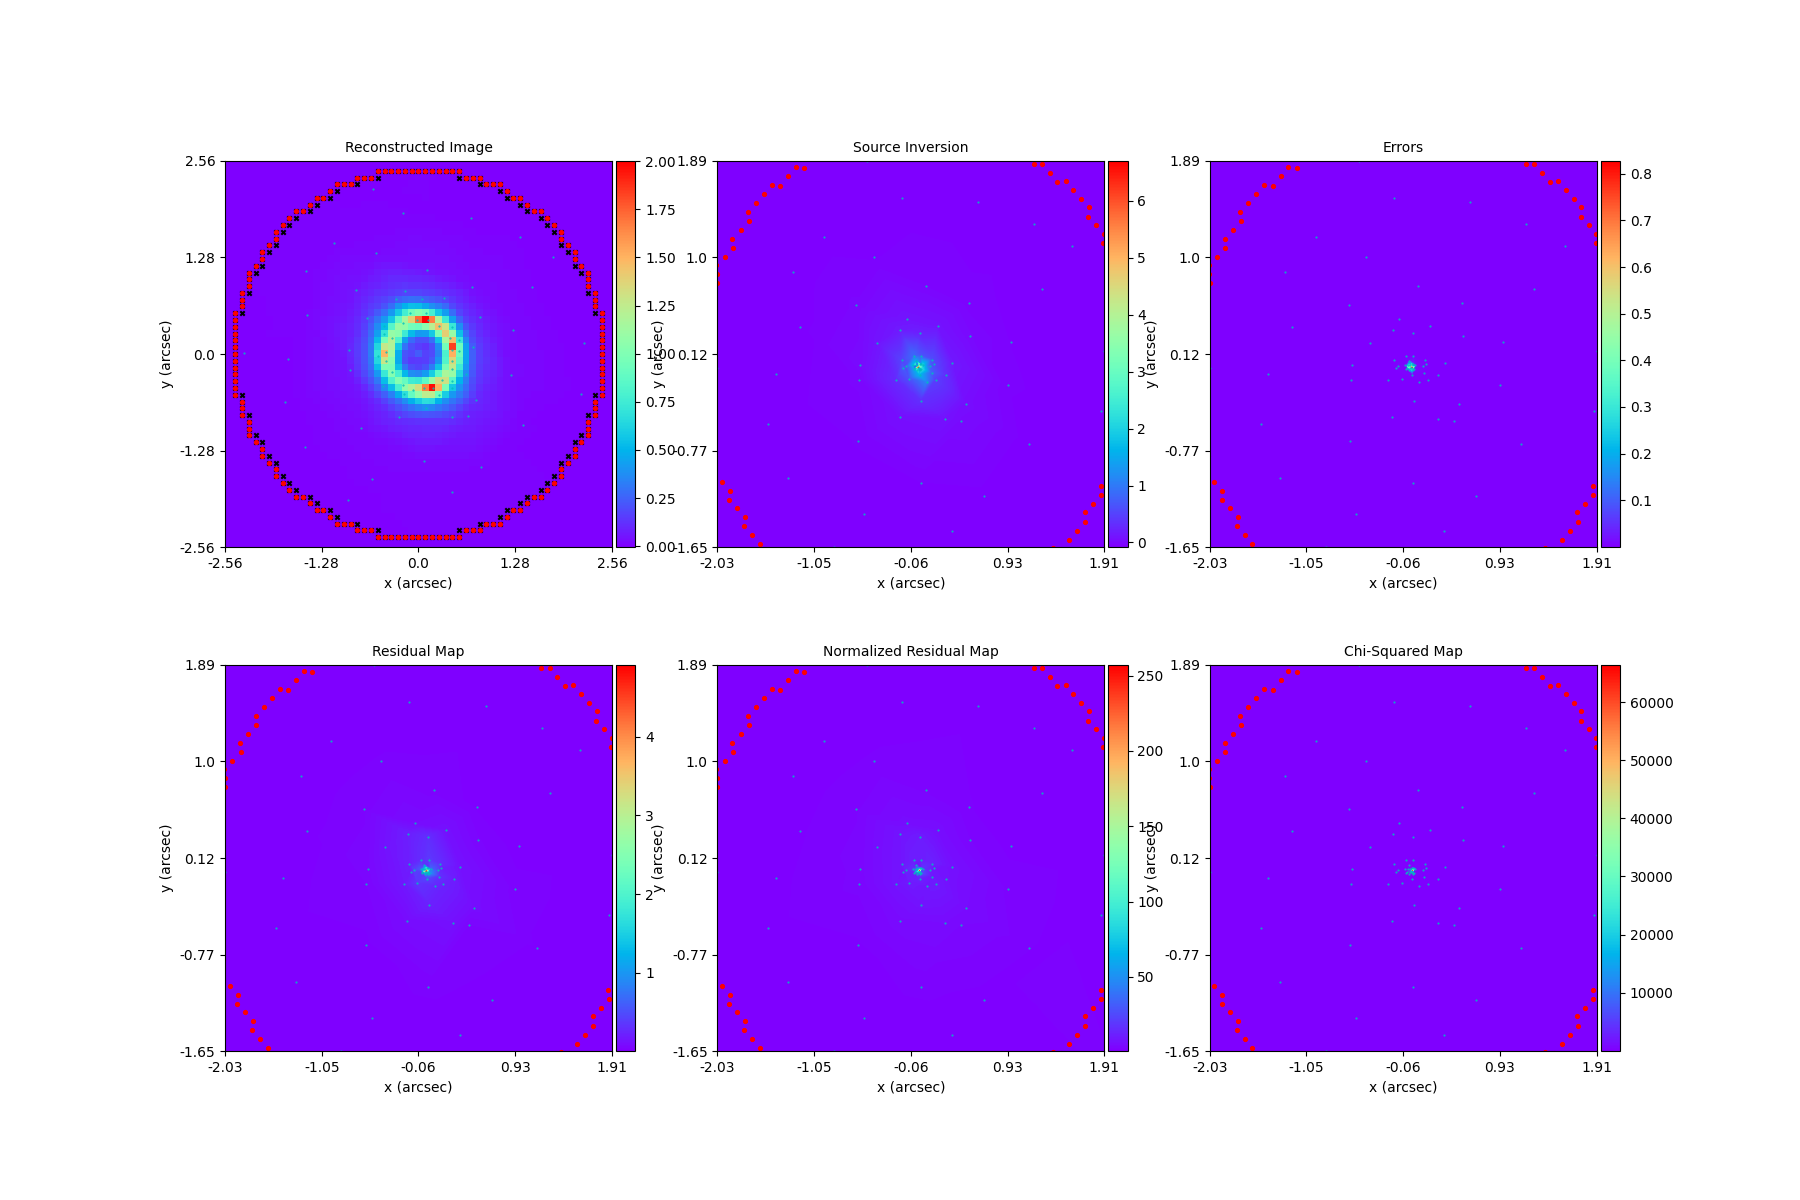 Reconstructed Image
2.56
1.28
0.0
-1.28
-2.56
y (arcsec)
-2.56 -1.28 0.0 1.28 2.56
x (arcsec)
2.00
1.75
1.50
1.25
1.00
0.75
0.50
0.25
0.00
Source Inversion
1.89
1.0
0.12
-0.77
-1.65
y (arcsec)
-2.03 -1.05 -0.06 0.93 1.91
x (arcsec)
6
5
4
3
2
1
0
Errors
1.89
1.0
0.12
-0.77
-1.65
y (arcsec)
-2.03 -1.05 -0.06 0.93 1.91
x (arcsec)
0.8
0.7
0.6
0.5
0.4
0.3
0.2
0.1
Residual Map
1.89
1.0
0.12
-0.77
-1.65
y (arcsec)
-2.03 -1.05 -0.06 0.93 1.91
x (arcsec)
4
3
2
1
Normalized Residual Map
1.89
1.0
0.12
-0.77
-1.65
y (arcsec)
-2.03 -1.05 -0.06 0.93 1.91
x (arcsec)
250
200
150
100
50
Chi-Squared Map
1.89
1.0
0.12
-0.77
-1.65
y (arcsec)
-2.03 -1.05 -0.06 0.93 1.91
x (arcsec)
60000
50000
40000
30000
20000
10000